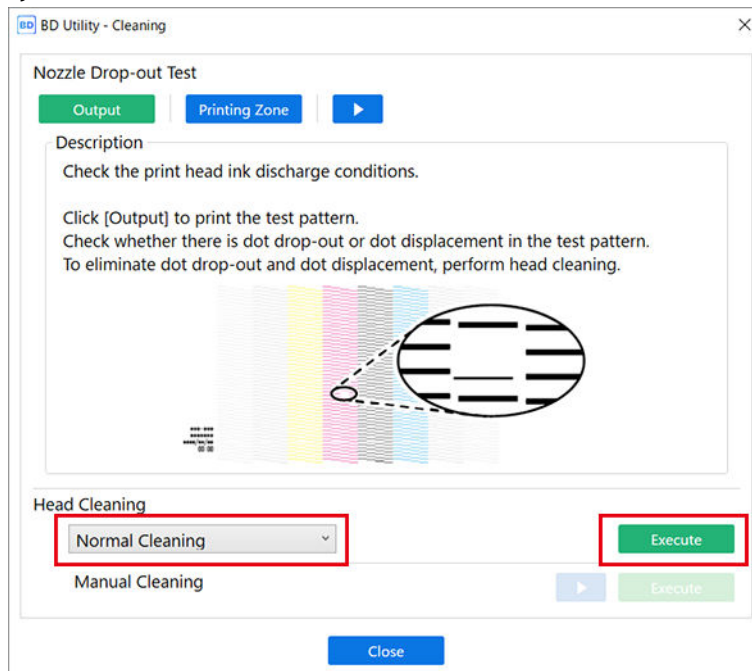 BD BD Utility - Cleaning
Nozzle Drop-out Test
Output Printing Zone
Description
Check the print head ink discharge conditions.
Click [Output] to print the test pattern.
Check whether there is dot drop-out or dot displacement in the test pattern.
To eliminate dot drop-out and dot displacement, perform head cleaning.
Head Cleaning
Normal Cleaning Execute
Manual Cleaning Execute
Close